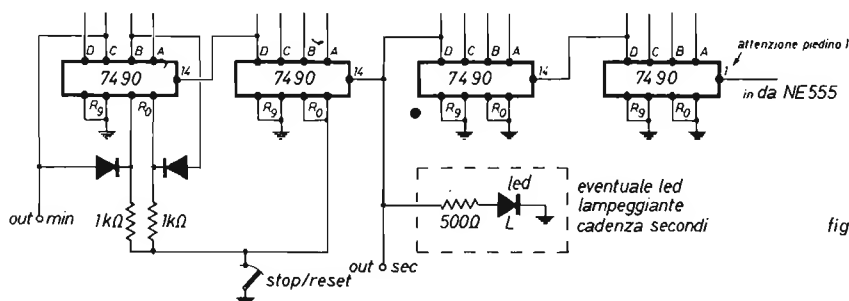 D C B A
D C B A
D C B A
D C B A
attenzione piedino 1
7490
14
7490
14
7490
14
7490
1
R9 R0
R9 R0
R9 R0
R9 R0
in da NE555
out min
1kΩ
1kΩ
500Ω
led
L
eventuale led
lampeggiante
cadenza secondi
fig
stop/reset
out sec